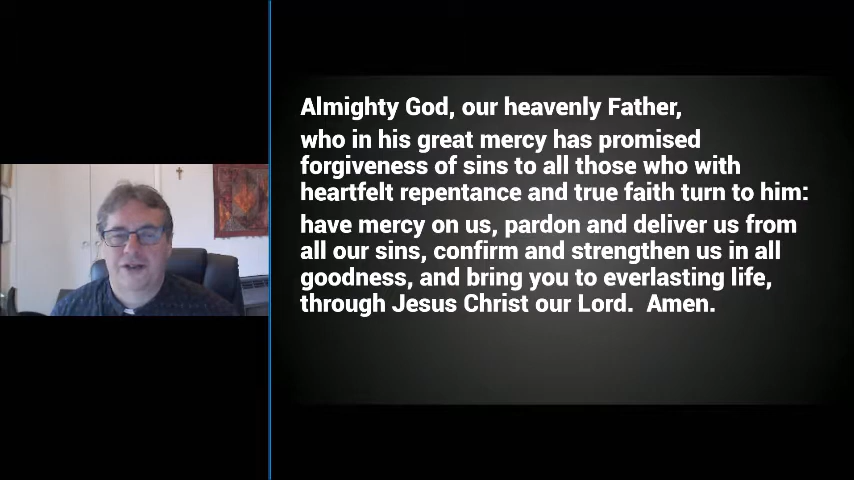 Almighty God, our heavenly Father,
who in his great mercy has promised
forgiveness of sins to all those who with
heartfelt repentance and true faith turn to him:
have mercy on us, pardon and deliver us from
all our sins, confirm and strengthen us in all
goodness, and bring you to everlasting life,
through Jesus Christ our Lord.  Amen.